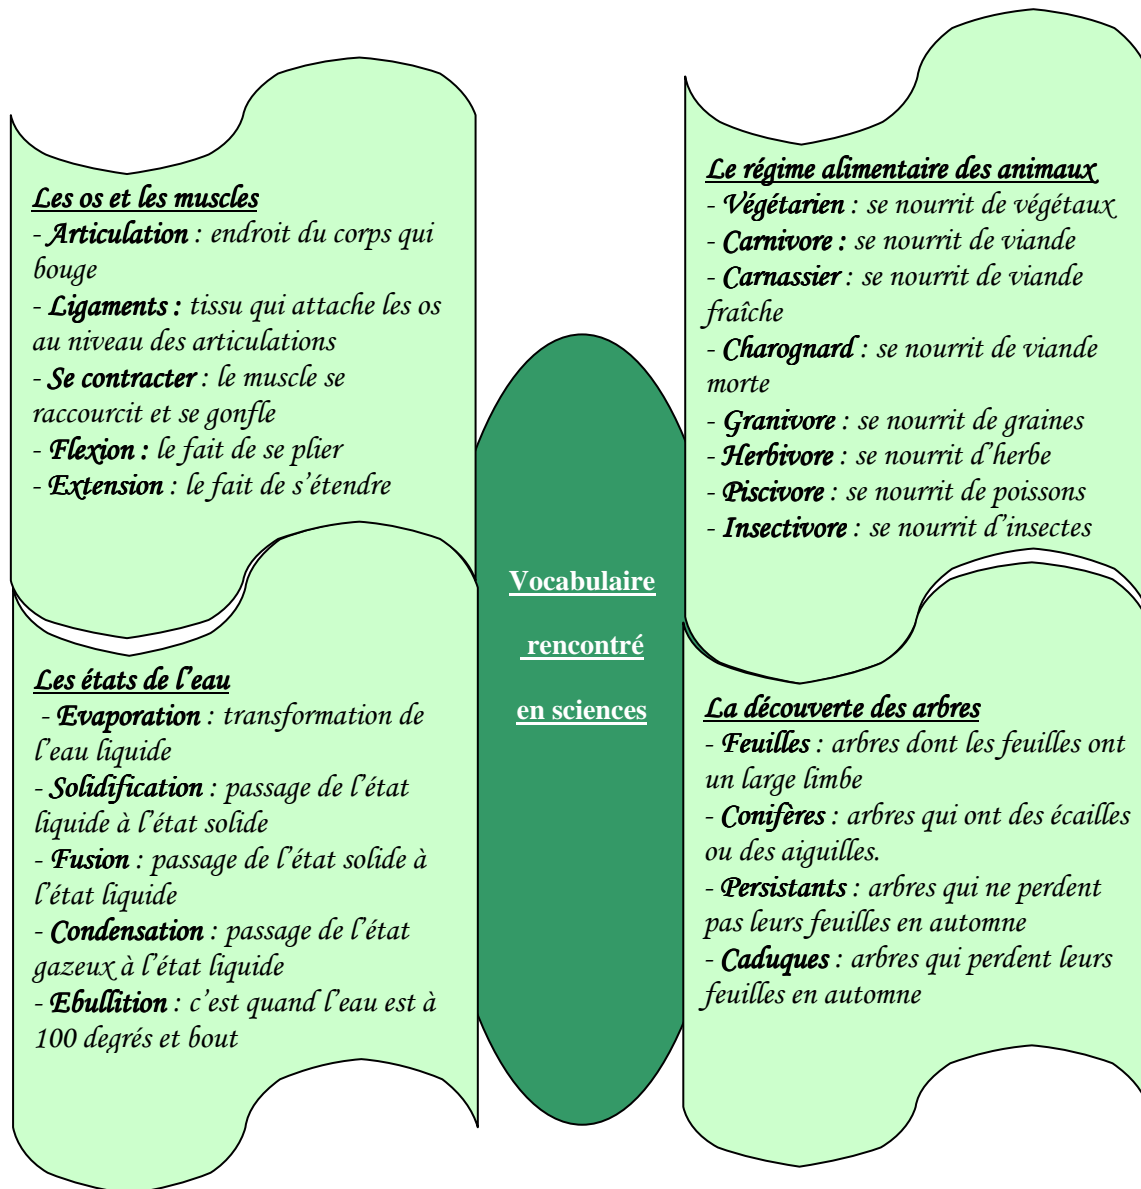 Les os et les muscles
- Articulation : endroit du corps qui
bouge
- Ligaments : tissu qui attache les os
au niveau des articulations
- Se contracter : le muscle se
raccourcit et se gonfle
- Flexion : le fait de se plier
- Extension : le fait de s’étendre
Les états de l’eau
- Evaporation : transformation de
l’eau liquide
- Solidification : passage de l’état
liquide à l’état solide
- Fusion : passage de l’état solide à
l’état liquide
- Condensation : passage de l’état
gazeux à l’état liquide
- Ebullition : c’est quand l’eau est à
100 degrés et bout
Vocabulaire
rencontré
en sciences
Le régime alimentaire des animaux
- Végétarien : se nourrit de végétaux
- Carnivore : se nourrit de viande
- Carnassier : se nourrit de viande
fraîche
- Charognard : se nourrit de viande
morte
- Granivore : se nourrit de graines
- Herbivore : se nourrit d’herbe
- Piscivore : se nourrit de poissons
- Insectivore : se nourrit d’insectes
La découverte des arbres
- Feuilles : arbres dont les feuilles ont
un large limbe
- Conifères : arbres qui ont des écailles
ou des aiguilles.
- Persistants : arbres qui ne perdent
pas leurs feuilles en automne
- Caduques : arbres qui perdent leurs
feuilles en automne